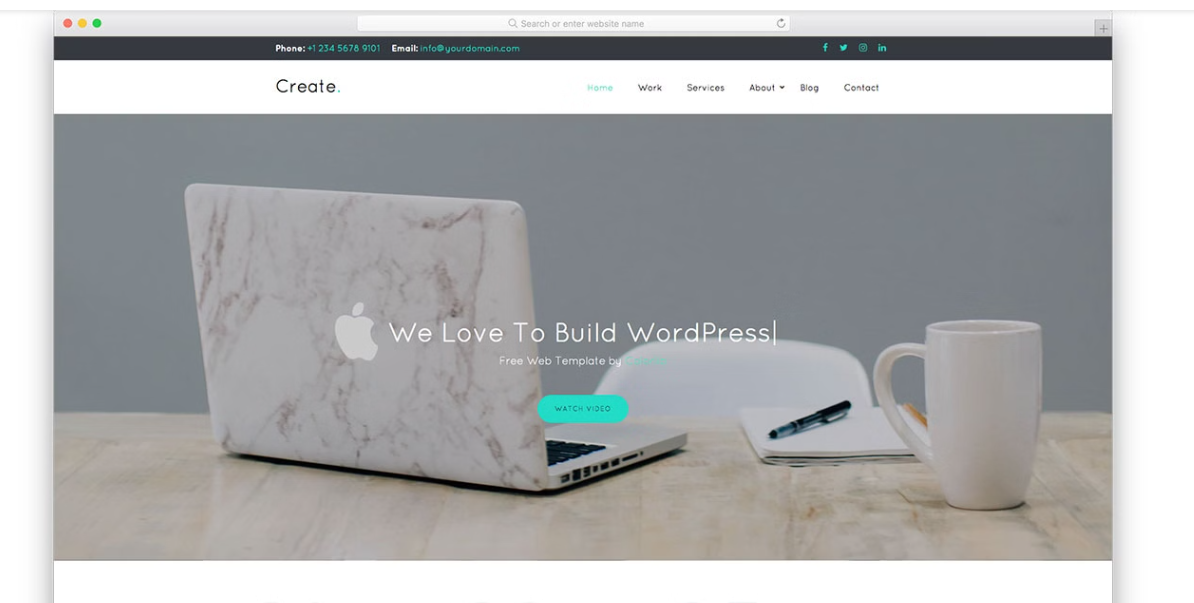 Search or enter website name
Phone: +1 234 5678 9101 Email: info@yourdomain.com
Create.
Home Work Services About Blog Contact
We Love To Build WordPress|
Free Web Template by
WATCH VIDEO